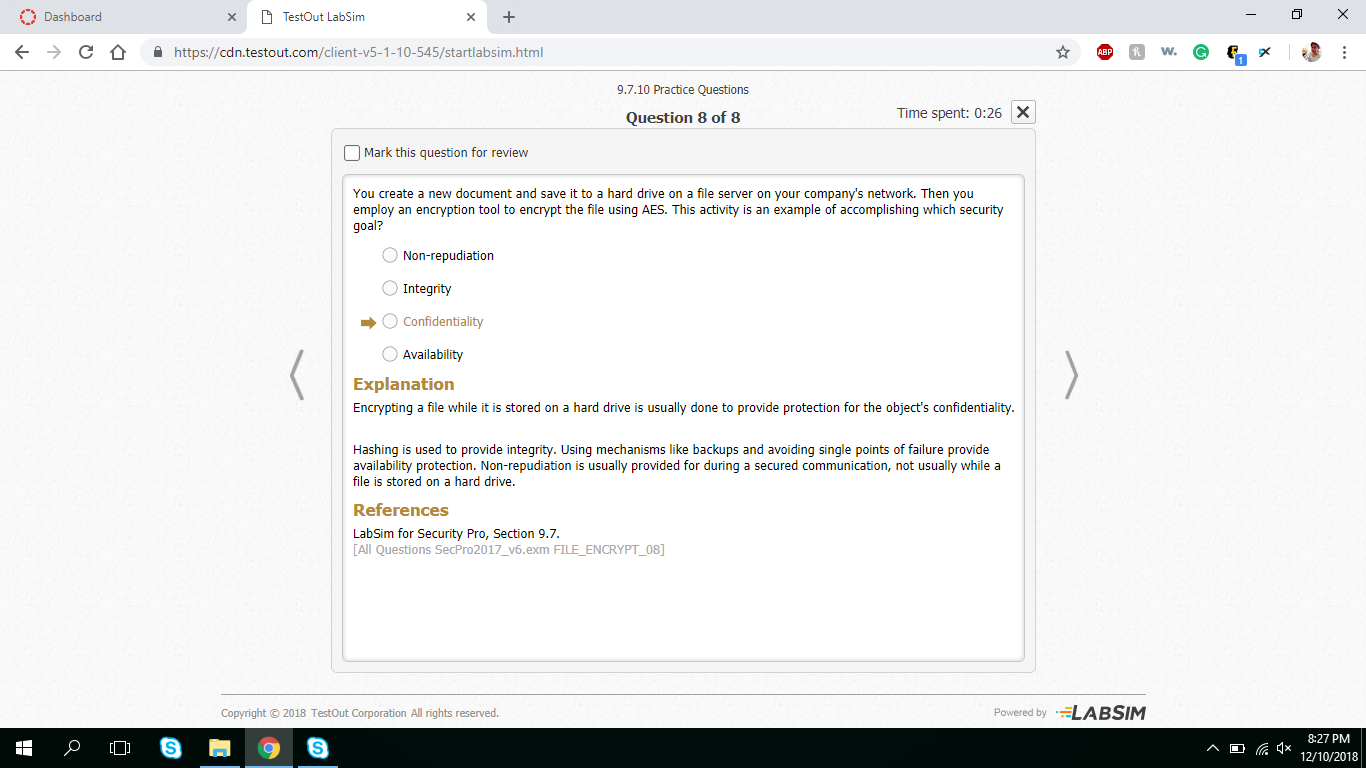 Dashboard
TestOut LabSim
https://cdn.testout.com/client-v5-1-10-545/startlabsim.html
ABP
w.
1
9.7.10 Practice Questions
Question 8 of 8
Time spent: 0:26
Mark this question for review
You create a new document and save it to a hard drive on a file server on your company's network. Then you
employ an encryption tool to encrypt the file using AES. This activity is an example of accomplishing which security
goal?
Non-repudiation
Integrity
Confidentiality
Availability
Explanation
Encrypting a file while it is stored on a hard drive is usually done to provide protection for the object's confidentiality.
Hashing is used to provide integrity. Using mechanisms like backups and avoiding single points of failure provide
availability protection. Non-repudiation is usually provided for during a secured communication, not usually while a
file is stored on a hard drive.
References
LabSim for Security Pro, Section 9.7.
[All Questions SecPro2017_v6.exm FILE_ENCRYPT_08]
Copyright © 2018 TestOut Corporation All rights reserved.
Powered by LABSIM
8:27 PM
12/10/2018